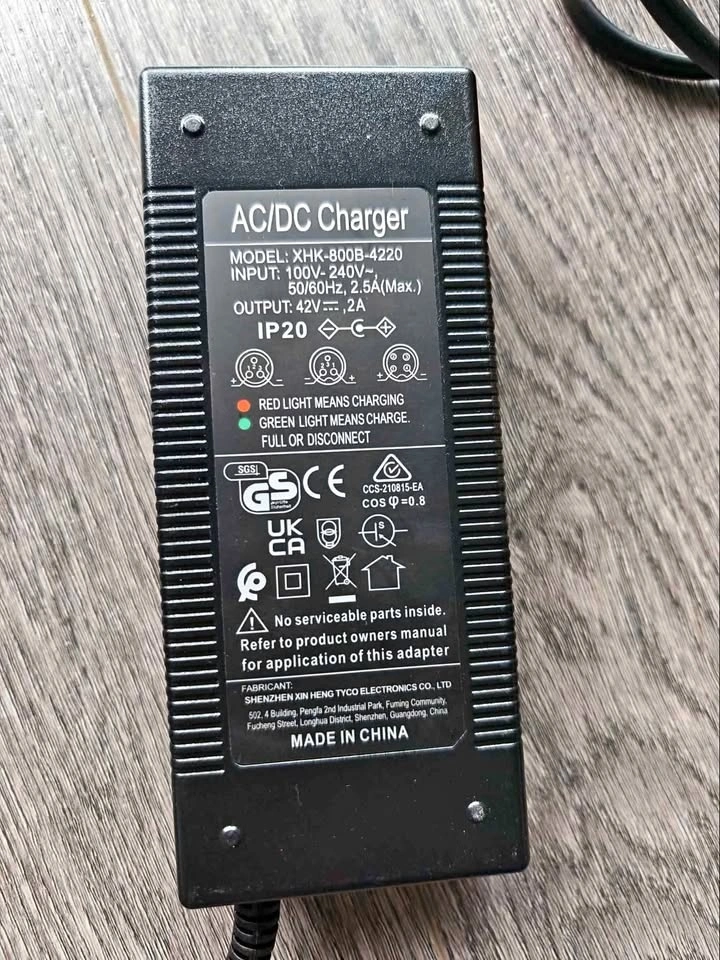 AC/DC Charger
MODEL: XHK-800B-4220
INPUT: 100V- 240V~,
50/60Hz, 2.5A(Max.)
OUTPUT: 42V⎓,2A
IP20
RED LIGHT MEANS CHARGING
GREEN LIGHT MEANS CHARGE.
FULL OR DISCONNECT
SGS
GS
CE
CCS-210815-EA
COS φ=0.8
UK
CA
S
No serviceable parts inside.
Refer to product owners manual
for application of this adapter
FABRICANT:
SHENZHEN XIN HENG TYCO ELECTRONICS CO., LTD
502, 4 Building, Pengfa 2nd Industrial Park, Fuming Community,
Fucheng Street, Longhua District, Shenzhen, Guangdong, China
MADE IN CHINA